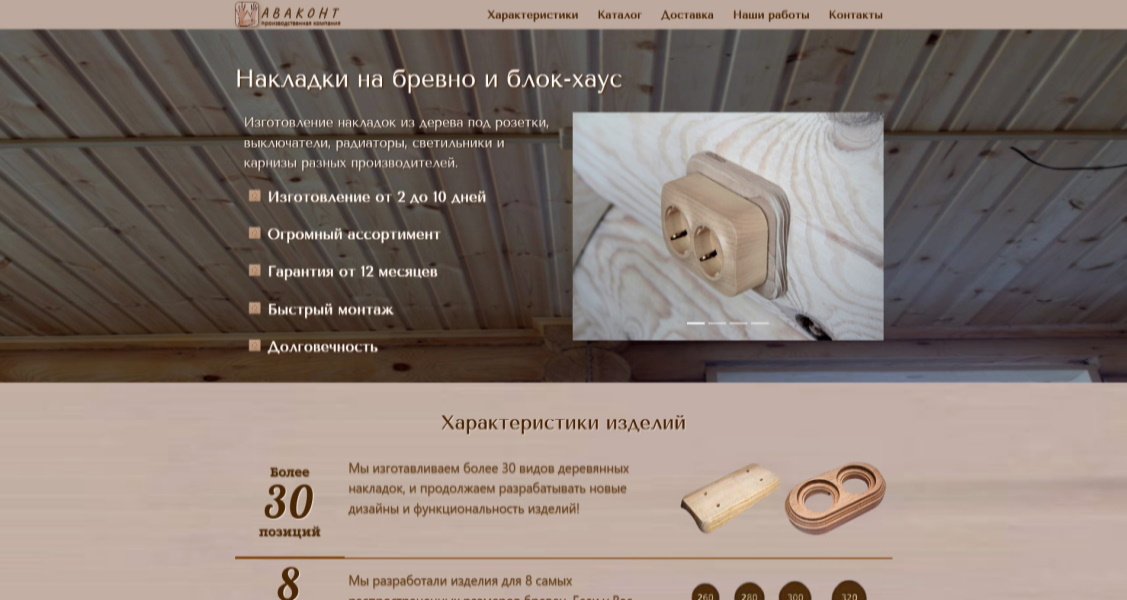 АВАКОНТ
производственная компания
Характеристики Каталог Доставка Наши работы Контакты
Накладки на бревно и блок-хаус
Изготовление накладок из дерева под розетки,
выключатели, радиаторы, светильники и
карнизы разных производителей.
Изготовление от 2 до 10 дней
Огромный ассортимент
Гарантия от 12 месяцев
Быстрый монтаж
Долговечность
Характеристики изделий
Более
30
позиций
Мы изготавливаем более 30 видов деревянных
накладок, и продолжаем разрабатывать новые
дизайны и функциональность изделий!
8
Мы разработали изделия для 8 самых
260 280 300 320